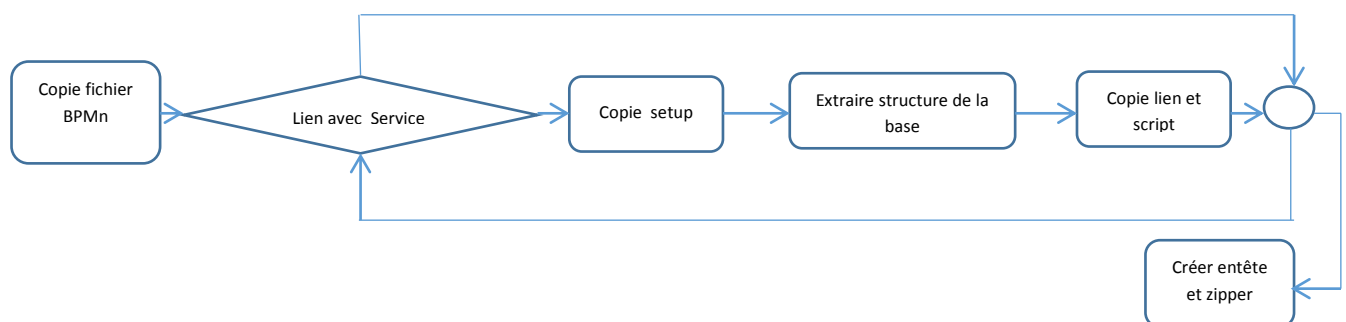 Copie fichier
BPMn
Lien avec Service
Copie setup
Extraire structure de la
base
Copie lien et
script
Créer entête
et zipper